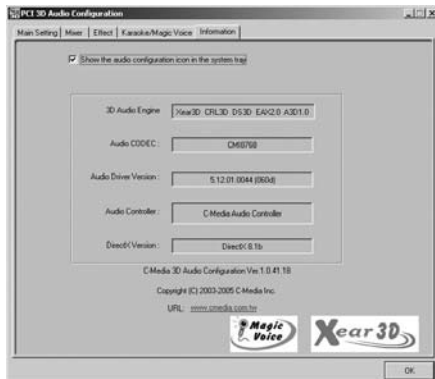 PCI 3D Audio Configuration
Main Setting Mixer Effect Karaoke/Magic Voice Information
Show the audio configuration icon in the system tray
3D Audio Engine Xear3D CRL3D DS3D EAX2.0 A3D1.0
Audio CODEC : CMI8768
Audio Driver Version : 5.12.01.0044 (060d)
Audio Controller : C-Media Audio Controller
DirectX Version : DirectX 8.1b
C-Media 3D Audio Configuration Ver.1.0.41.18
Copyright (C) 2003-2005 C-Media Inc.
URL: www.cmedia.com.tw
Magic Voice
Xear 3D
OK